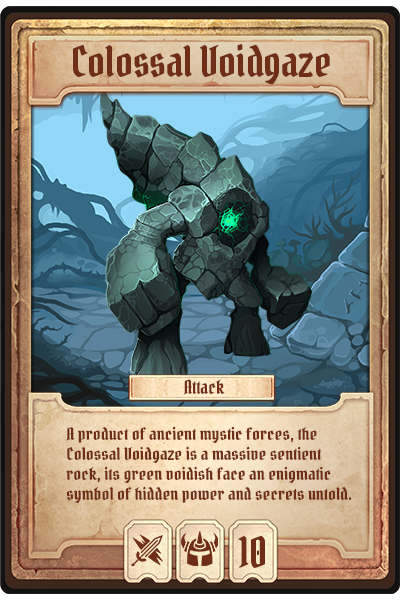 Colossal Voidgaze
Attack
A product of ancient mystic forces, the
Colossal Voidgaze is a massive sentient
rock, its green voidish face an enigmatic
symbol of hidden power and secrets untold.
10